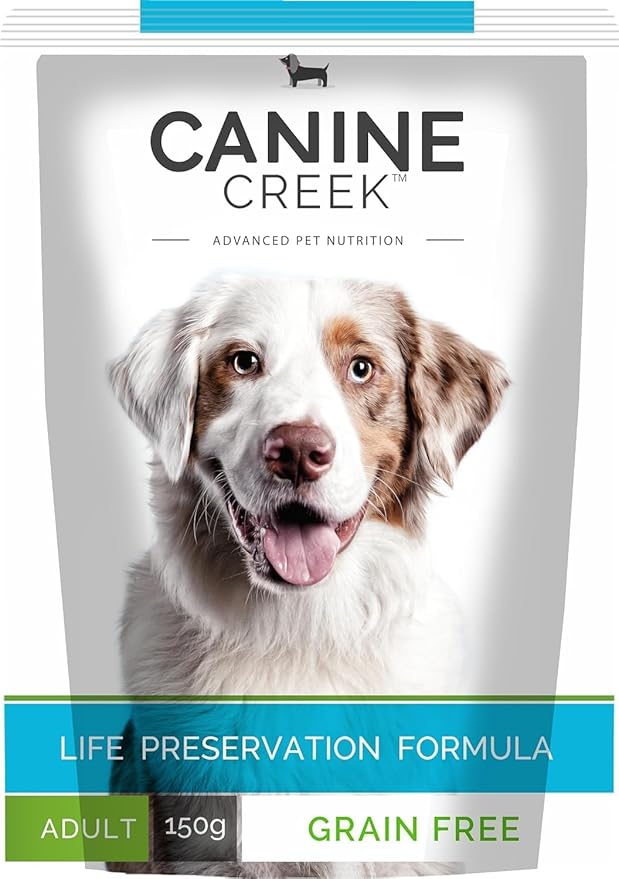 CANINE
CREEK™
ADVANCED PET NUTRITION
LIFE PRESERVATION FORMULA
ADULT 150g GRAIN FREE